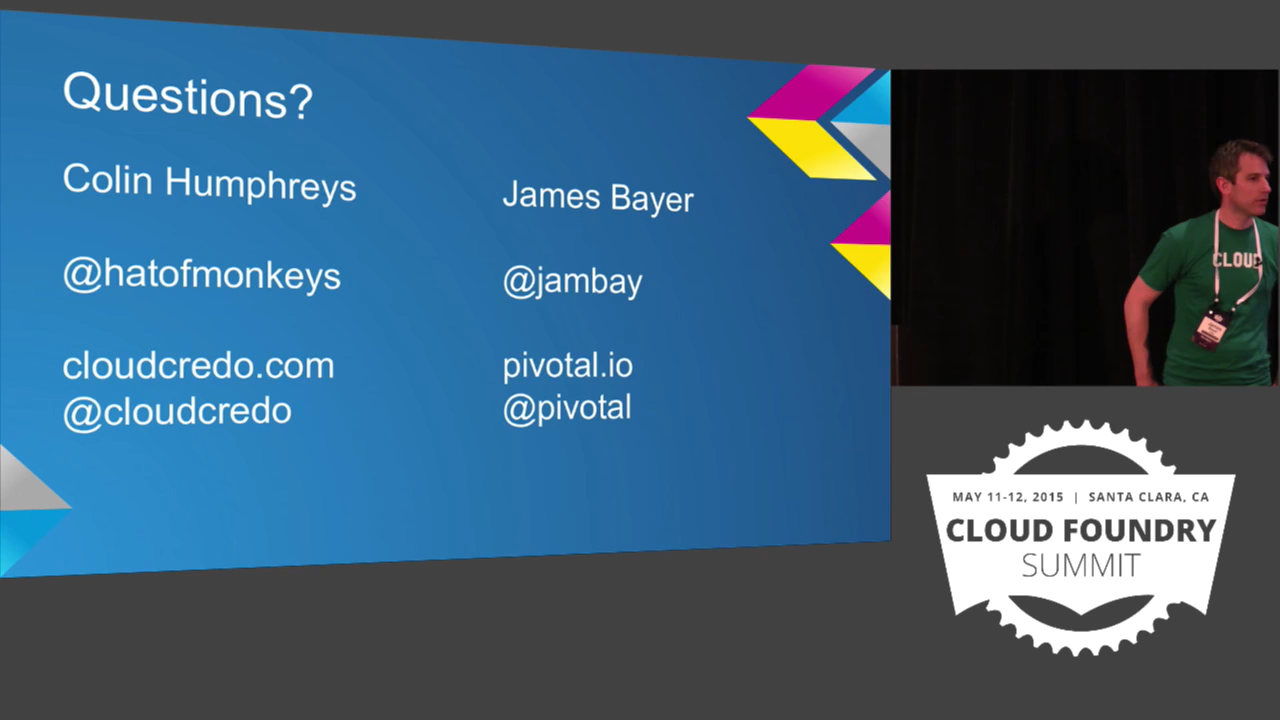 Questions?
Colin Humphreys
@hatofmonkeys
cloudcredo.com
@cloudcredo
James Bayer
@jambay
pivotal.io
@pivotal
CLOUD
MAY 11-12, 2015 | SANTA CLARA, CA
CLOUD FOUNDRY
SUMMIT